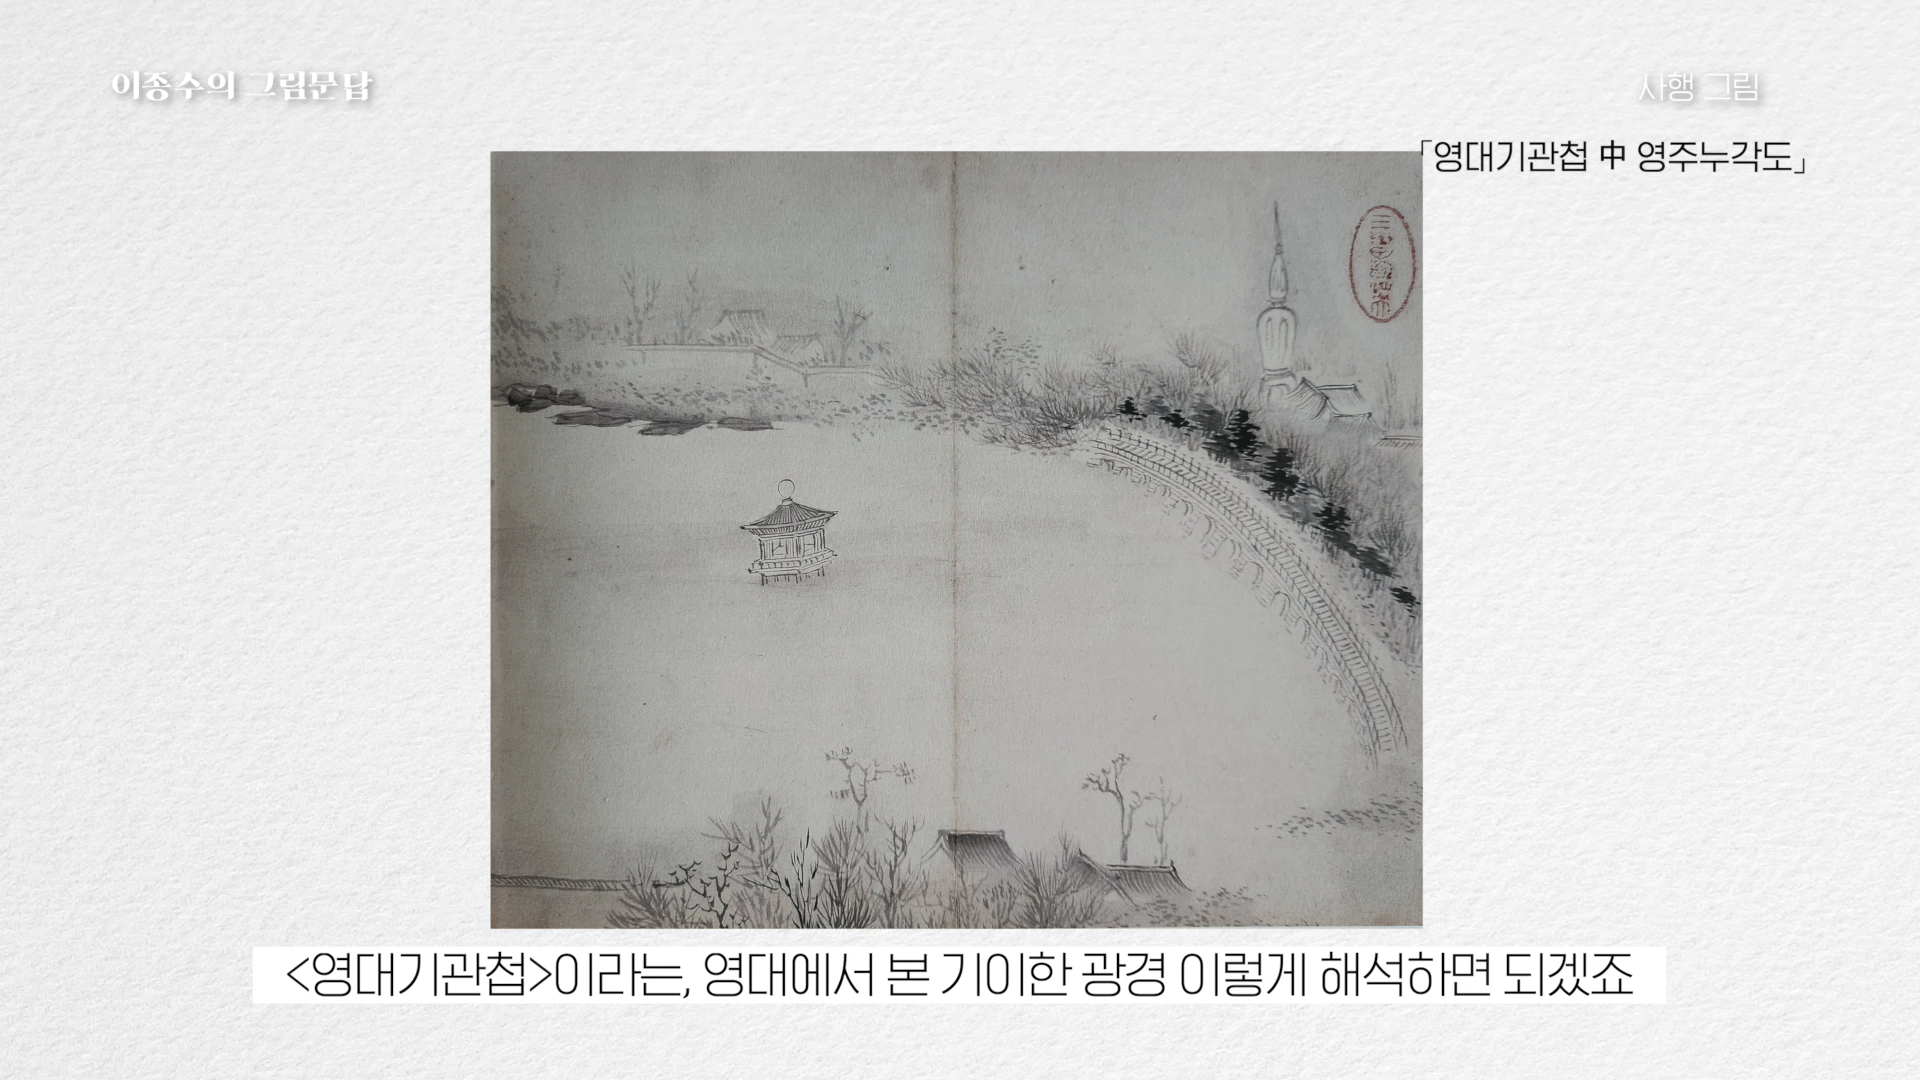 이종수의 그림문답
사행 그림
「영대기관첩 中 영주누각도」
<영대기관첩>이라는, 영대에서 본 기이한 광경 이렇게 해석하면 되겠죠